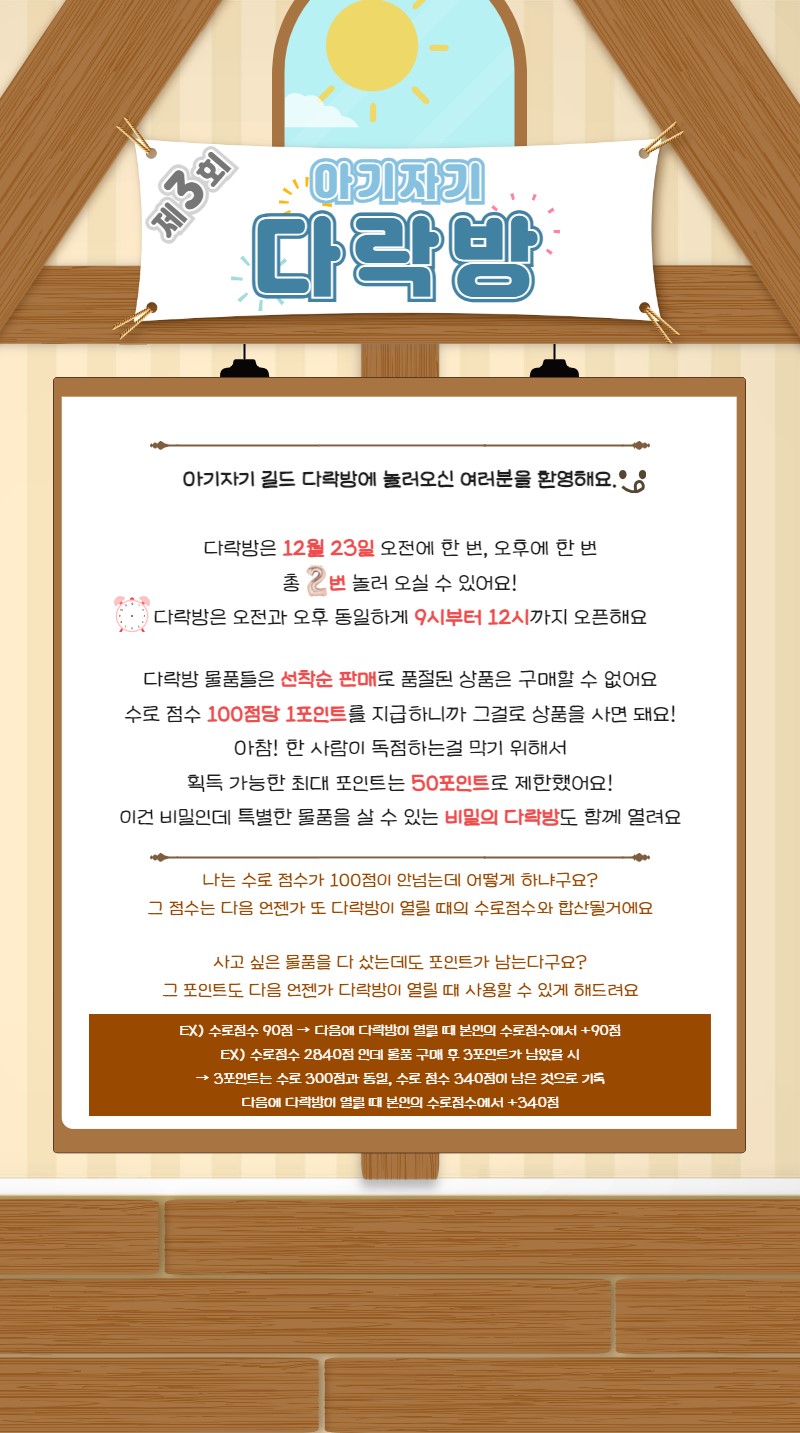 제3회
아기자기
다락방
아기자기 길드 다락방에 놀러오신 여러분을 환영해요.
다락방은 12월 23일 오전에 한 번, 오후에 한 번
총 2번 놀러 오실 수 있어요!
다락방은 오전과 오후 동일하게 9시부터 12시까지 오픈해요
다락방 물품들은 선착순 판매로 품절된 상품은 구매할 수 없어요
수로 점수 100점당 1포인트를 지급하니까 그걸로 상품을 사면 돼요!
아참! 한 사람이 독점하는걸 막기 위해서
획득 가능한 최대 포인트는 50포인트로 제한했어요!
이건 비밀인데 특별한 물품을 살 수 있는 비밀의 다락방도 함께 열려요
나는 수로 점수가 100점이 안넘는데 어떻게 하냐구요?
그 점수는 다음 언젠가 또 다락방이 열릴 때의 수로점수와 합산될거에요
사고 싶은 물품을 다 샀는데도 포인트가 남는다구요?
그 포인트도 다음 언젠가 다락방이 열릴 때 사용할 수 있게 해드려요
EX) 수로점수 90점 → 다음에 다락방이 열릴 때 본인의 수로점수에서 +90점
EX) 수로점수 2840점 인데 물품 구매 후 3포인트가 남았을 시
→ 3포인트는 수로 300점과 동일, 수로 점수 340점이 남은 것으로 기록
다음에 다락방이 열릴 때 본인의 수로점수에서 +340점